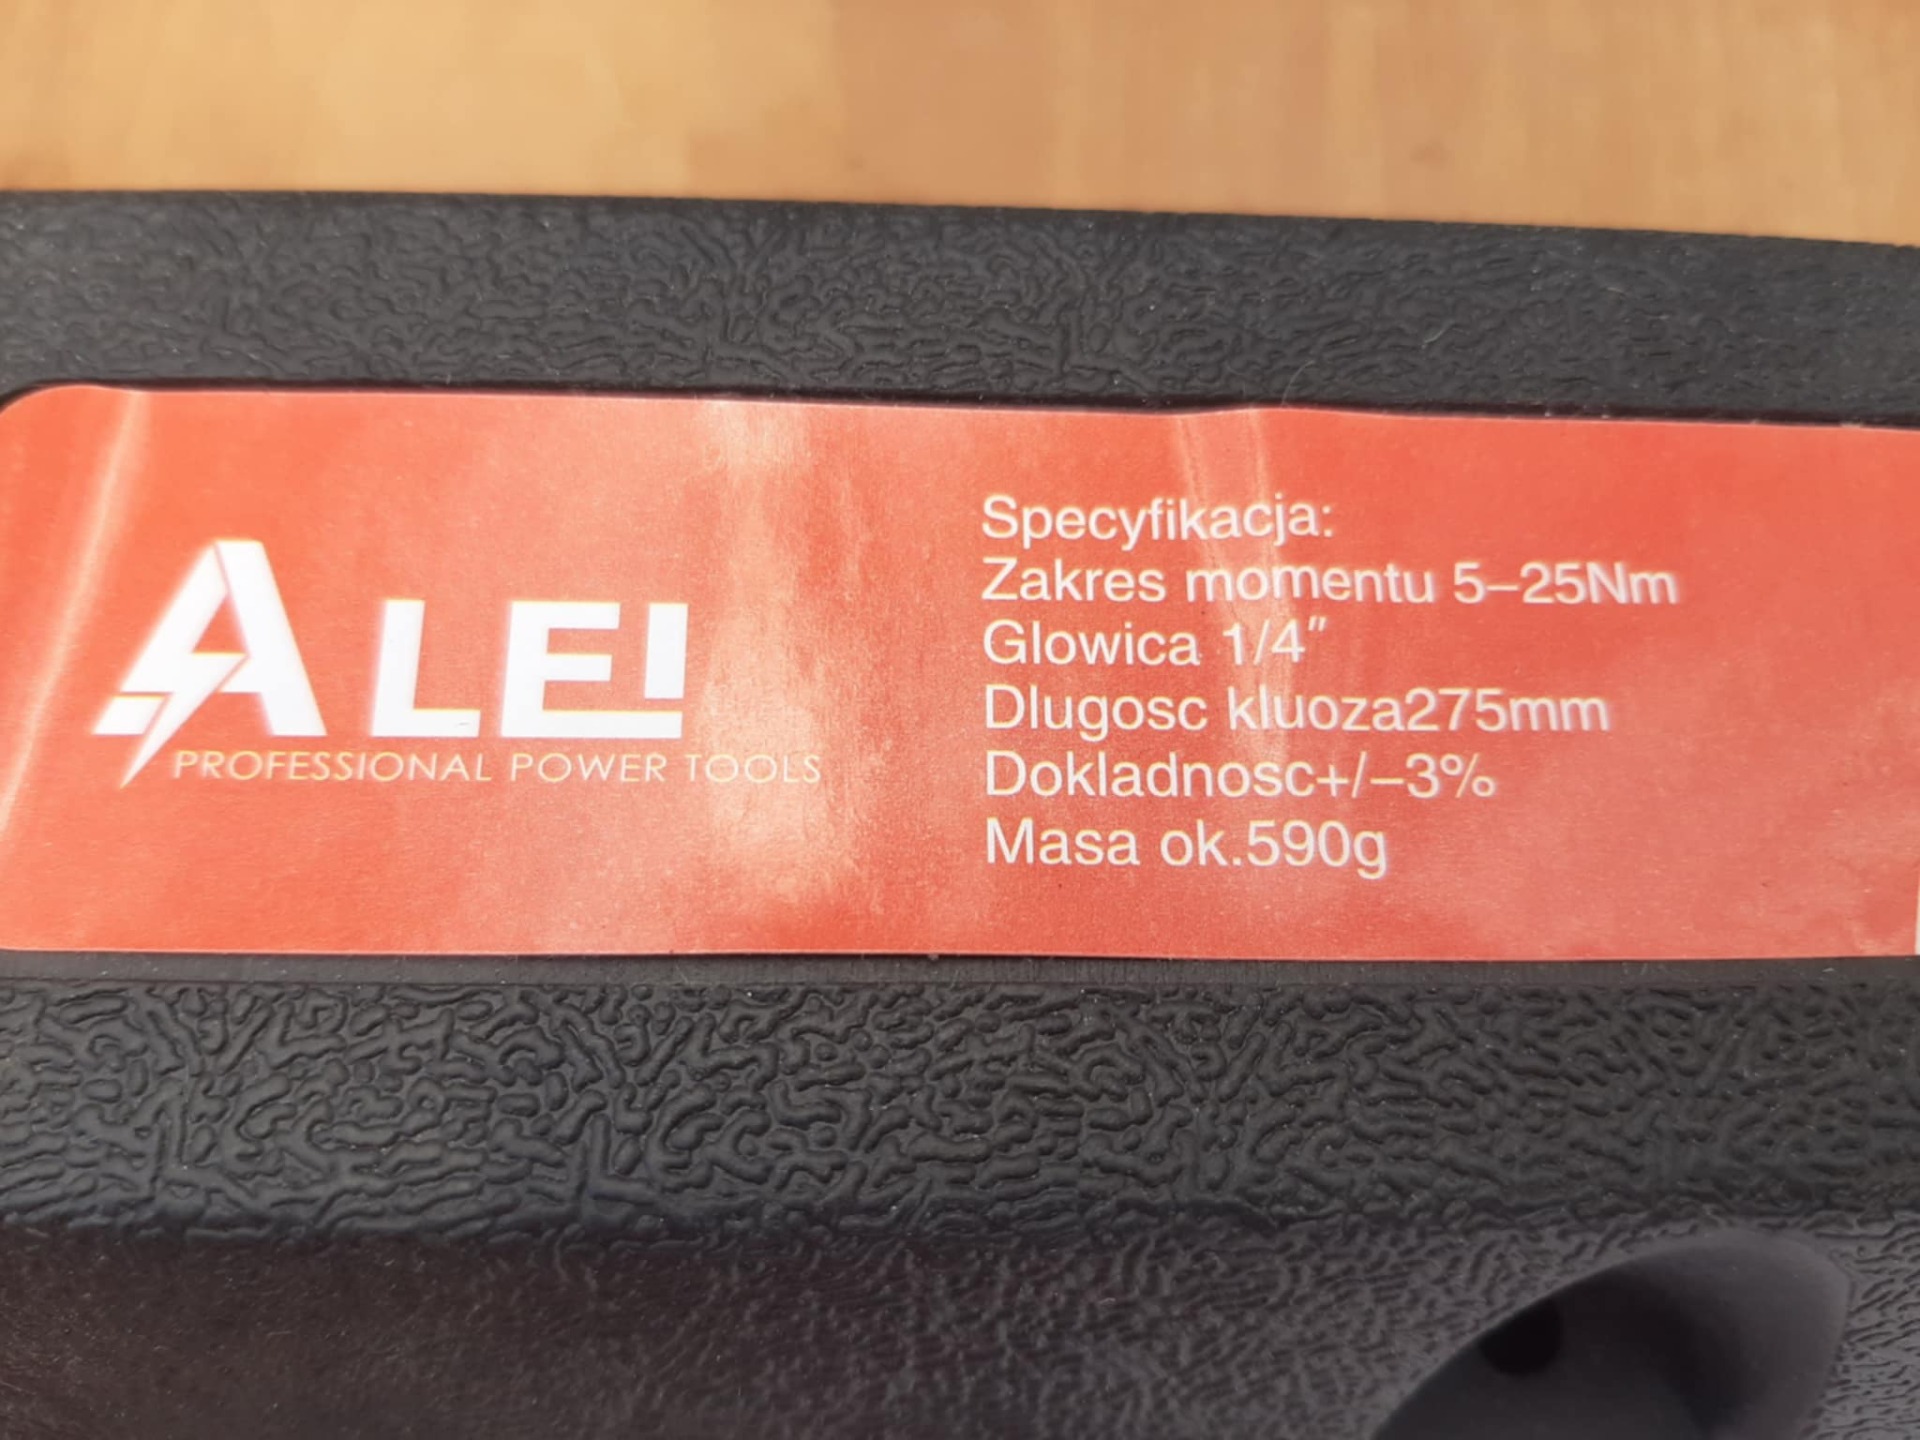 ALEI
PROFESSIONAL POWER TOOLS
Specyfikacja:
Zakres momentu 5–25Nm
Glowica 1/4″
Dlugosc kluoza275mm
Dokladnosc+/–3%
Masa ok.590g